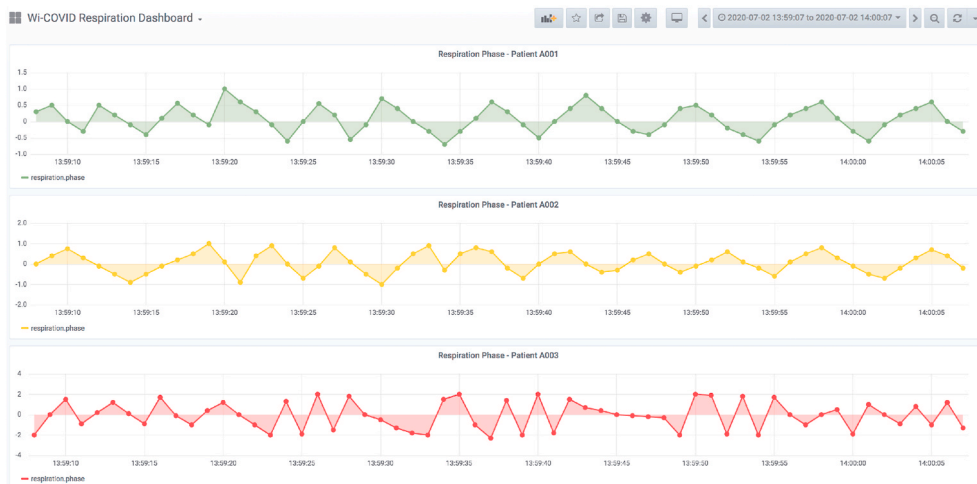 Wi-COVID Respiration Dashboard
2020-07-02 13:59:07 to 2020-07-02 14:00:07
Respiration Phase - Patient A001
1.5
1.0
0.5
0
-0.5
-1.0
13:59:10 13:59:15 13:59:20 13:59:25 13:59:30 13:59:35 13:59:40 13:59:45 13:59:50 13:59:55 14:00:00 14:00:05
respiration.phase
Respiration Phase - Patient A002
2.0
1.0
0
-1.0
-2.0
13:59:10 13:59:15 13:59:20 13:59:25 13:59:30 13:59:35 13:59:40 13:59:45 13:59:50 13:59:55 14:00:00 14:00:05
respiration.phase
Respiration Phase - Patient A003
4
2
0
-2
-4
13:59:10 13:59:15 13:59:20 13:59:25 13:59:30 13:59:35 13:59:40 13:59:45 13:59:50 13:59:55 14:00:00 14:00:05
respiration.phase